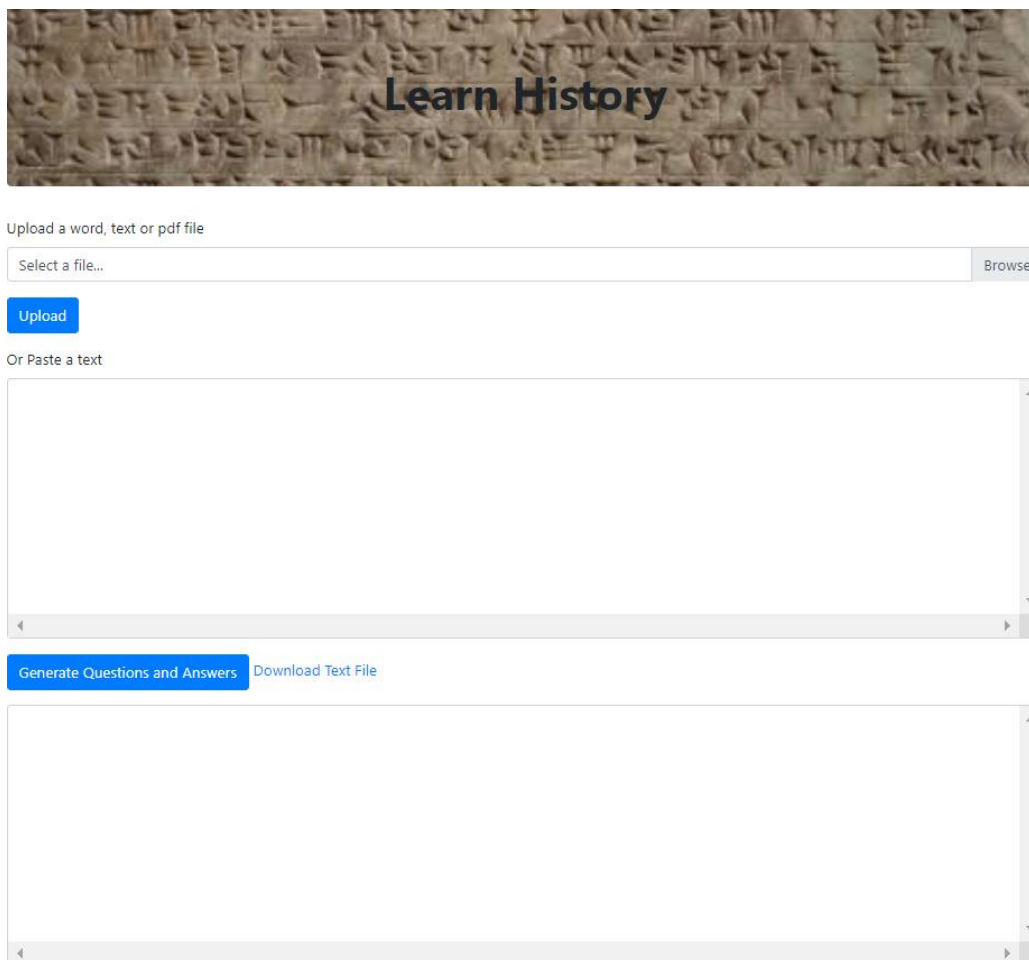 Learn History
Upload a word, text or pdf file
Select a file...
Browse
Upload
Or Paste a text
Generate Questions and Answers Download Text File